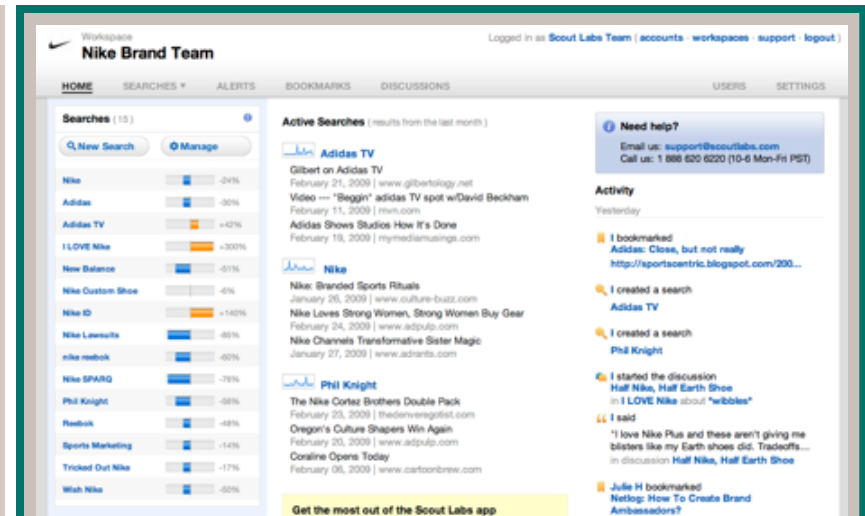 Workspace
Nike Brand Team
Logged in as Scout Labs Team ( accounts · workspaces · support · logout )
HOME SEARCHES ▾ ALERTS BOOKMARKS DISCUSSIONS USERS SETTINGS
Searches (15)
New Search Manage
Nike -24%
Adidas -30%
Adidas TV +42%
I LOVE Nike +300%
New Balance -51%
Nike Custom Shoe -6%
Nike ID +140%
Nike Lawsuits -85%
nike reebok -60%
Nike SPARQ -76%
Phil Knight -56%
Reebok -48%
Sports Marketing -14%
Tricked Out Nike -17%
Wish Nike -50%
Active Searches (results from the last month)
Adidas TV
Gilbert on Adidas TV
February 21, 2009 | www.gilbertology.net
Video --- "Beggin" adidas TV spot w/David Beckham
February 11, 2009 | mvn.com
Adidas Shows Studios How It's Done
February 19, 2009 | mymediamusings.com
Nike
Nike: Branded Sports Rituals
January 26, 2009 | www.culture-buzz.com
Nike Loves Strong Women, Strong Women Buy Gear
February 24, 2009 | www.adpulp.com
Nike Channels Transformative Sister Magic
January 27, 2009 | www.adrants.com
Phil Knight
The Nike Cortez Brothers Double Pack
February 23, 2009 | thedenveregotist.com
Oregon's Culture Shapers Win Again
February 20, 2009 | www.adpulp.com
Coraline Opens Today
February 06, 2009 | www.cartoonbrew.com
Get the most out of the Scout Labs app
Need help?
Email us: support@scoutlabs.com
Call us: 1 888 620 6220 (10-6 Mon-Fri PST)
Activity
Yesterday
I bookmarked
Adidas: Close, but not really
http://sportscentric.blogspot.com/200...
I created a search
Adidas TV
I created a search
Phil Knight
I started the discussion
Half Nike, Half Earth Shoe
in I LOVE Nike about "wibbles"
I said
"I love Nike Plus and these aren't giving me
blisters like my Earth shoes did. Tradeoffs...
in discussion Half Nike, Half Earth Shoe
Julie H bookmarked
Netlog: How To Create Brand
Ambassadors?